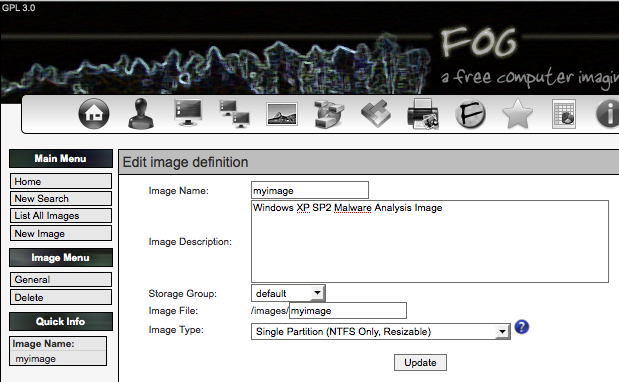 GPL 3.0
FOG
a free computer imagin
Main Menu
Home
New Search
List All Images
New Image
Image Menu
General
Delete
Quick Info
Image Name:
myimage
Edit image definition
Image Name: myimage
Image Description: Windows XP SP2 Malware Analysis Image
Storage Group: default
Image File: /images/myimage
Image Type: Single Partition (NTFS Only, Resizable) ?
Update